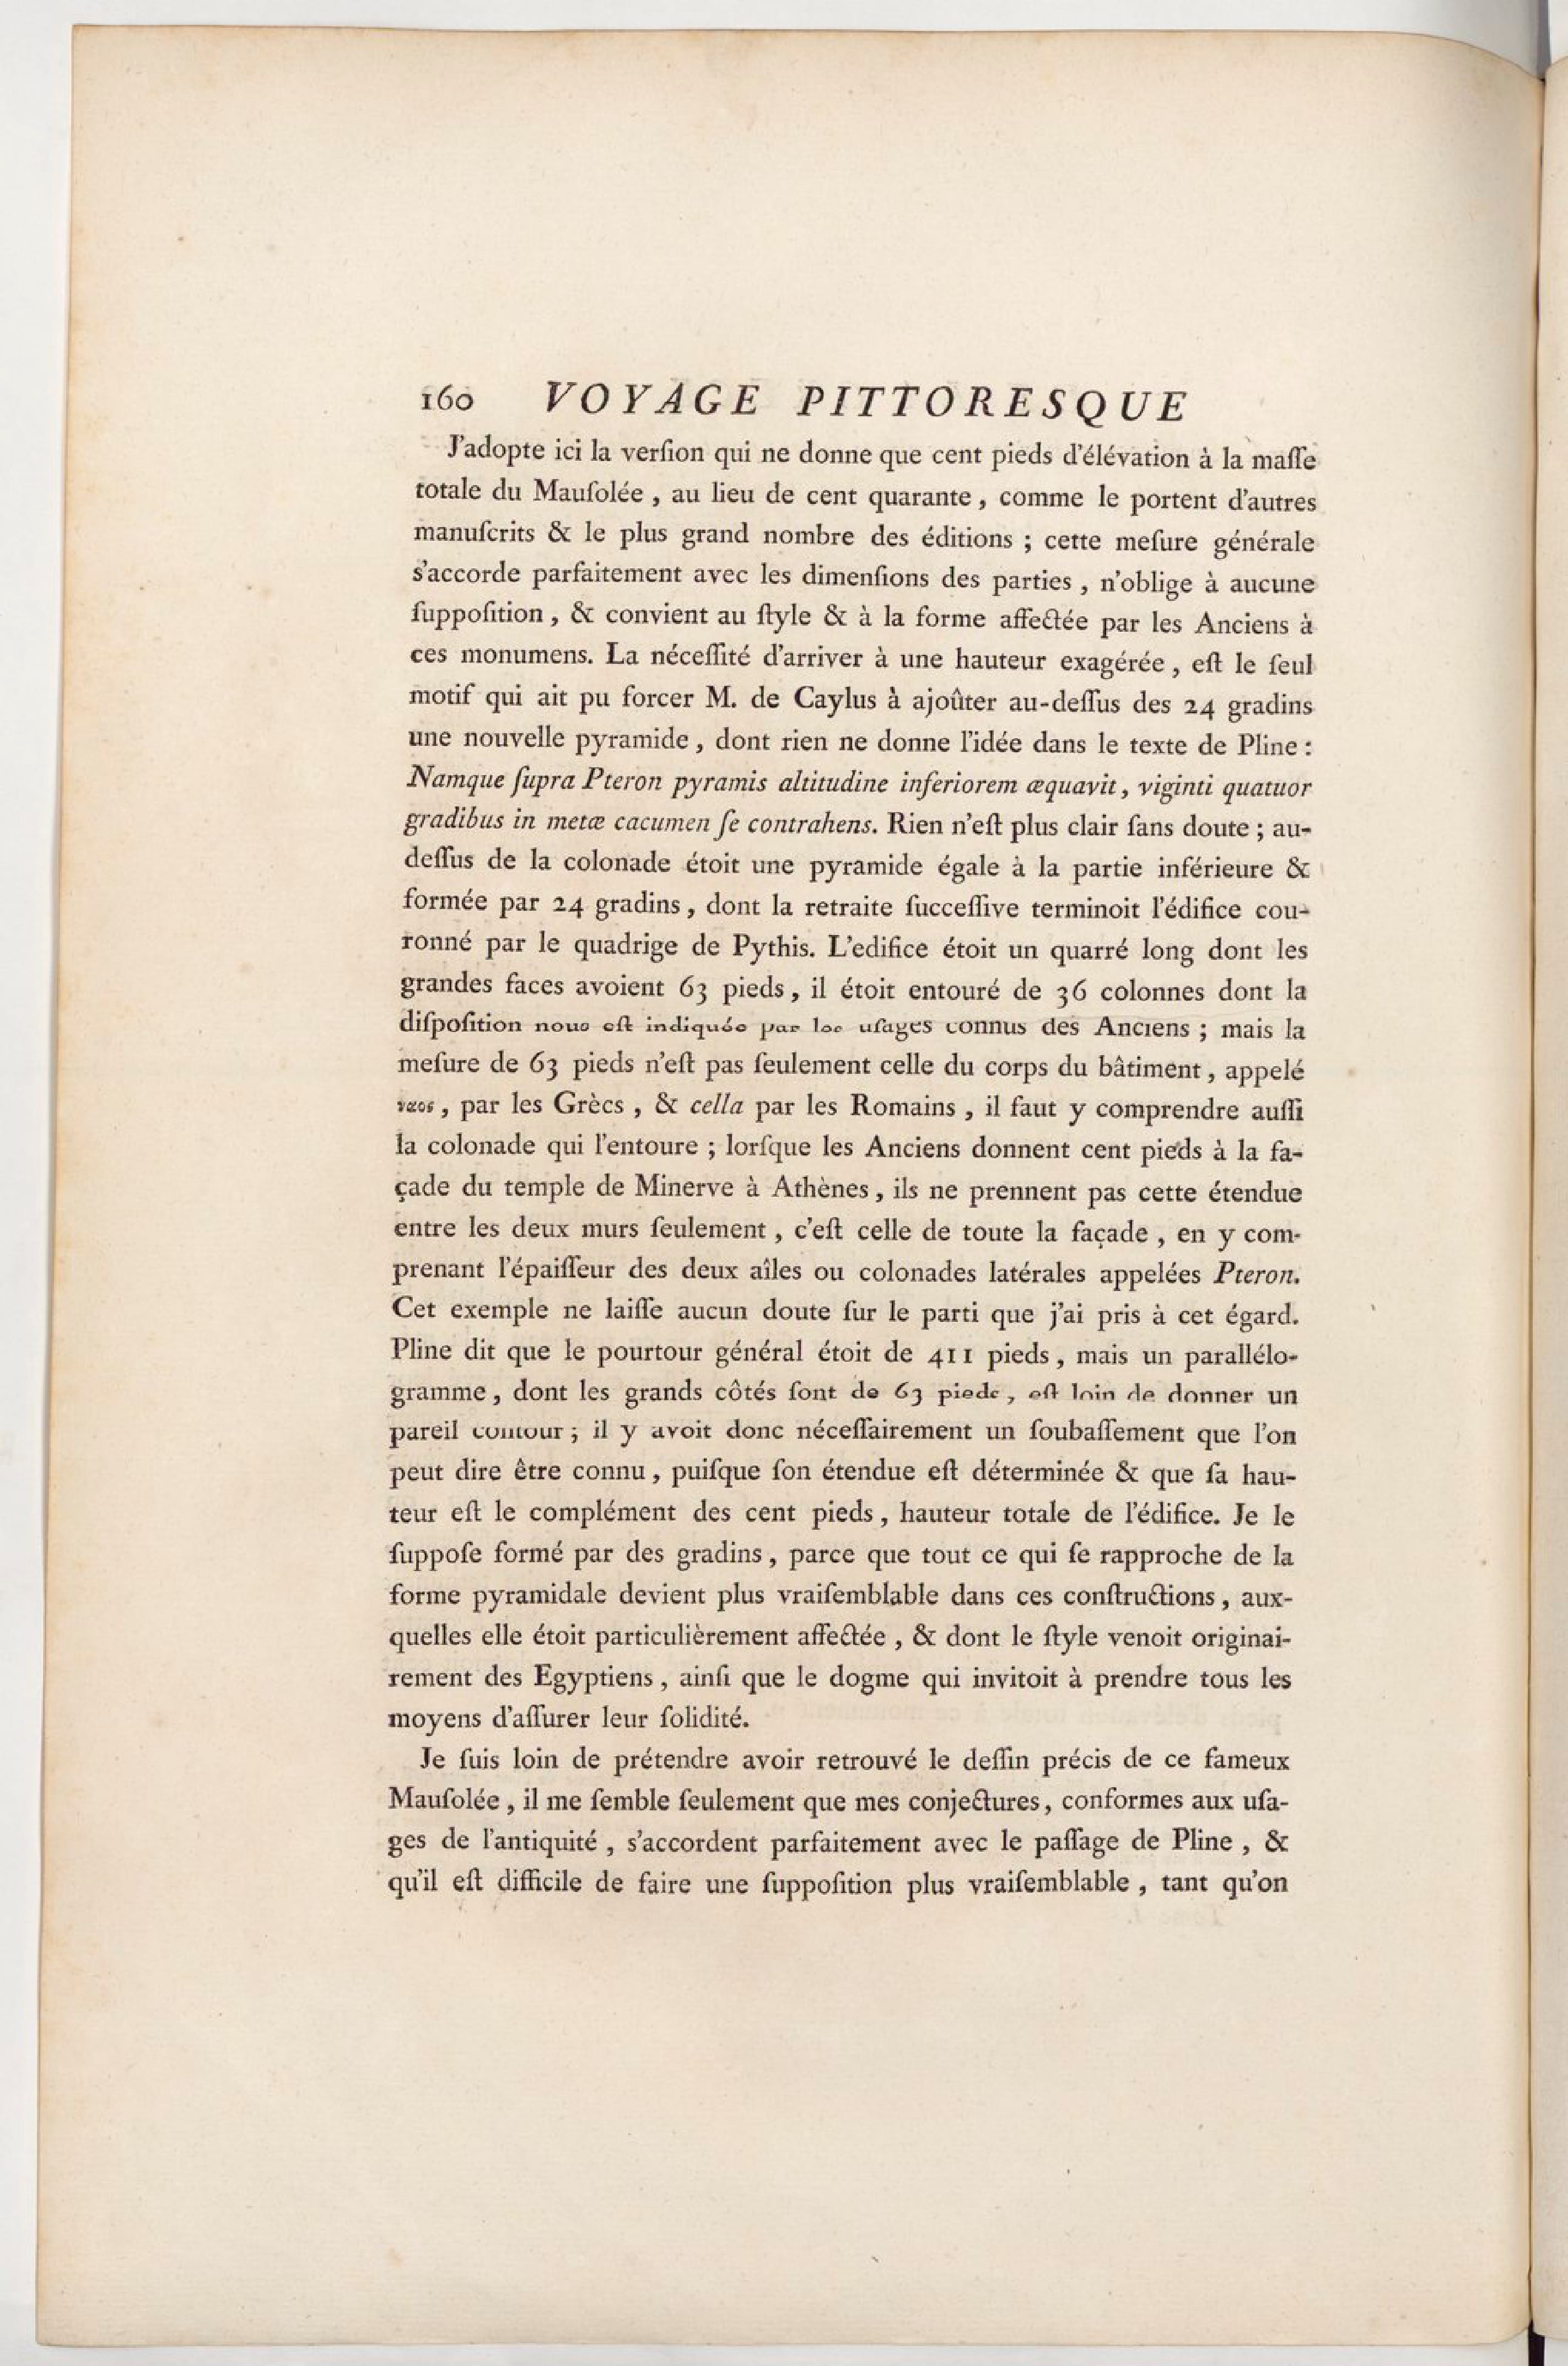 160 VOYAGE PITTORESQUE
J'adopte ici la verſion qui ne donne que cent pieds d'élévation à la maſſe
totale du Mauſolée , au lieu de cent quarante , comme le portent d'autres
manuſcrits & le plus grand nombre des éditions ; cette meſure générale
s'accorde parfaitement avec les dimenſions des parties , n'oblige à aucune
ſuppoſition , & convient au ſtyle & à la forme affectée par les Anciens à
ces monumens. La néceſſité d'arriver à une hauteur exagérée , eſt le ſeul
motif qui ait pu forcer M. de Caylus à ajoûter au-deſſus des 24 gradins
une nouvelle pyramide , dont rien ne donne l'idée dans le texte de Pline :
Namque ſupra Pteron pyramis altitudine inferiorem æquavit , viginti quatuor
gradibus in metæ cacumen ſe contrahens. Rien n'eſt plus clair ſans doute ; au-
deſſus de la colonade étoit une pyramide égale à la partie inférieure &
formée par 24 gradins , dont la retraite ſucceſſive terminoit l'édifice cou-
ronné par le quadrige de Pythis. L'edifice étoit un quarré long dont les
grandes faces avoient 63 pieds , il étoit entouré de 36 colonnes dont la
diſpoſition nous eſt indiquée par les uſages connus des Anciens ; mais la
meſure de 63 pieds n'eſt pas ſeulement celle du corps du bâtiment , appelé
ναος , par les Grècs , & cella par les Romains , il faut y comprendre auſſi
la colonade qui l'entoure ; lorſque les Anciens donnent cent pieds à la fa-
çade du temple de Minerve à Athènes , ils ne prennent pas cette étendue
entre les deux murs ſeulement , c'eſt celle de toute la façade , en y com-
prenant l'épaiſſeur des deux aîles ou colonades latérales appelées Pteron.
Cet exemple ne laiſſe aucun doute ſur le parti que j'ai pris à cet égard.
Pline dit que le pourtour général étoit de 411 pieds , mais un parallélo-
gramme , dont les grands côtés ſont de 63 pieds , eſt loin de donner un
pareil contour ; il y avoit donc néceſſairement un ſoubaſſement que l'on
peut dire être connu , puiſque ſon étendue eſt déterminée & que ſa hau-
teur eſt le complément des cent pieds , hauteur totale de l'édifice. Je le
ſuppoſe formé par des gradins , parce que tout ce qui ſe rapproche de la
forme pyramidale devient plus vraiſemblable dans ces conſtructions , aux-
quelles elle étoit particulièrement affectée , & dont le ſtyle venoit originai-
rement des Egyptiens , ainſi que le dogme qui invitoit à prendre tous les
moyens d'aſſurer leur ſolidité.
Je ſuis loin de prétendre avoir retrouvé le deſſin précis de ce fameux
Mauſolée , il me ſemble ſeulement que mes conjectures , conformes aux uſa-
ges de l'antiquité , s'accordent parfaitement avec le paſſage de Pline , &
qu'il eſt difficile de faire une ſuppoſition plus vraiſemblable , tant qu'on